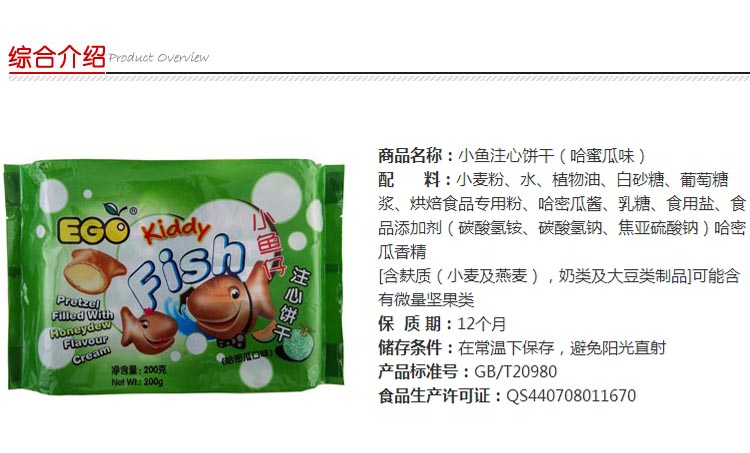 综合介绍 Product Overview
EGO
Kiddy
Fish
小鱼仔
注心饼干
Pretzel
Filled With
Honeydew
Flavour
Cream
(哈密瓜口味)
净含量: 200克
Net Wt.: 200g
商品名称：小鱼注心饼干（哈蜜瓜味）
配 料：小麦粉、水、植物油、白砂糖、葡萄糖
浆、烘焙食品专用粉、哈密瓜酱、乳糖、食用盐、食
品添加剂（碳酸氢铵、碳酸氢钠、焦亚硫酸钠）哈密
瓜香精
[含麸质（小麦及燕麦），奶类及大豆类制品]可能含
有微量坚果类
保 质 期：12个月
储存条件：在常温下保存，避免阳光直射
产品标准号：GB/T20980
食品生产许可证：QS440708011670